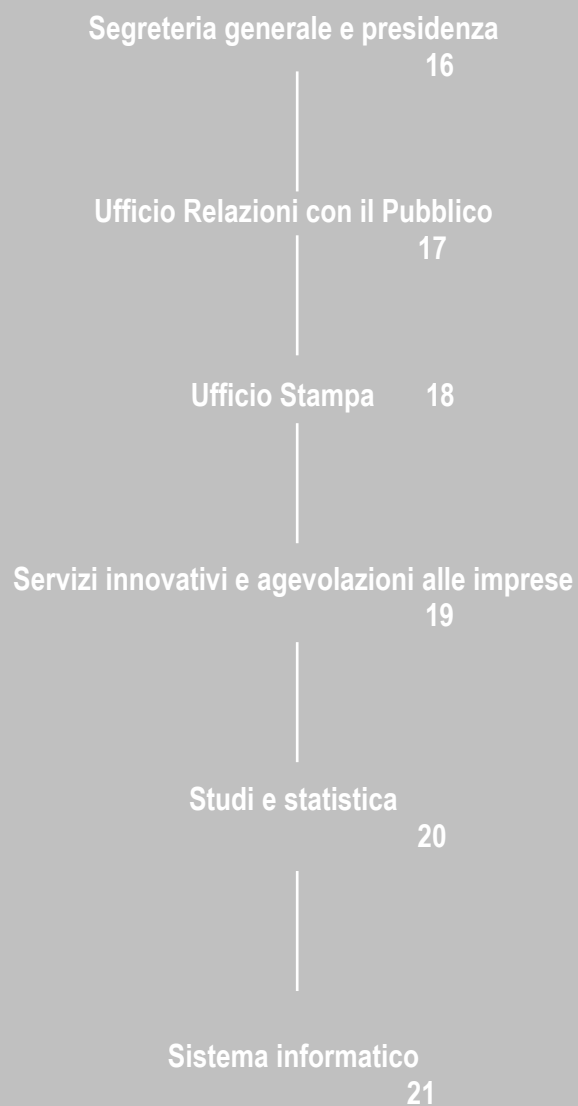 Segreteria generale e presidenza
16
Ufficio Relazioni con il Pubblico
17
Ufficio Stampa 18
Servizi innovativi e agevolazioni alle imprese
19
Studi e statistica
20
Sistema informatico
21